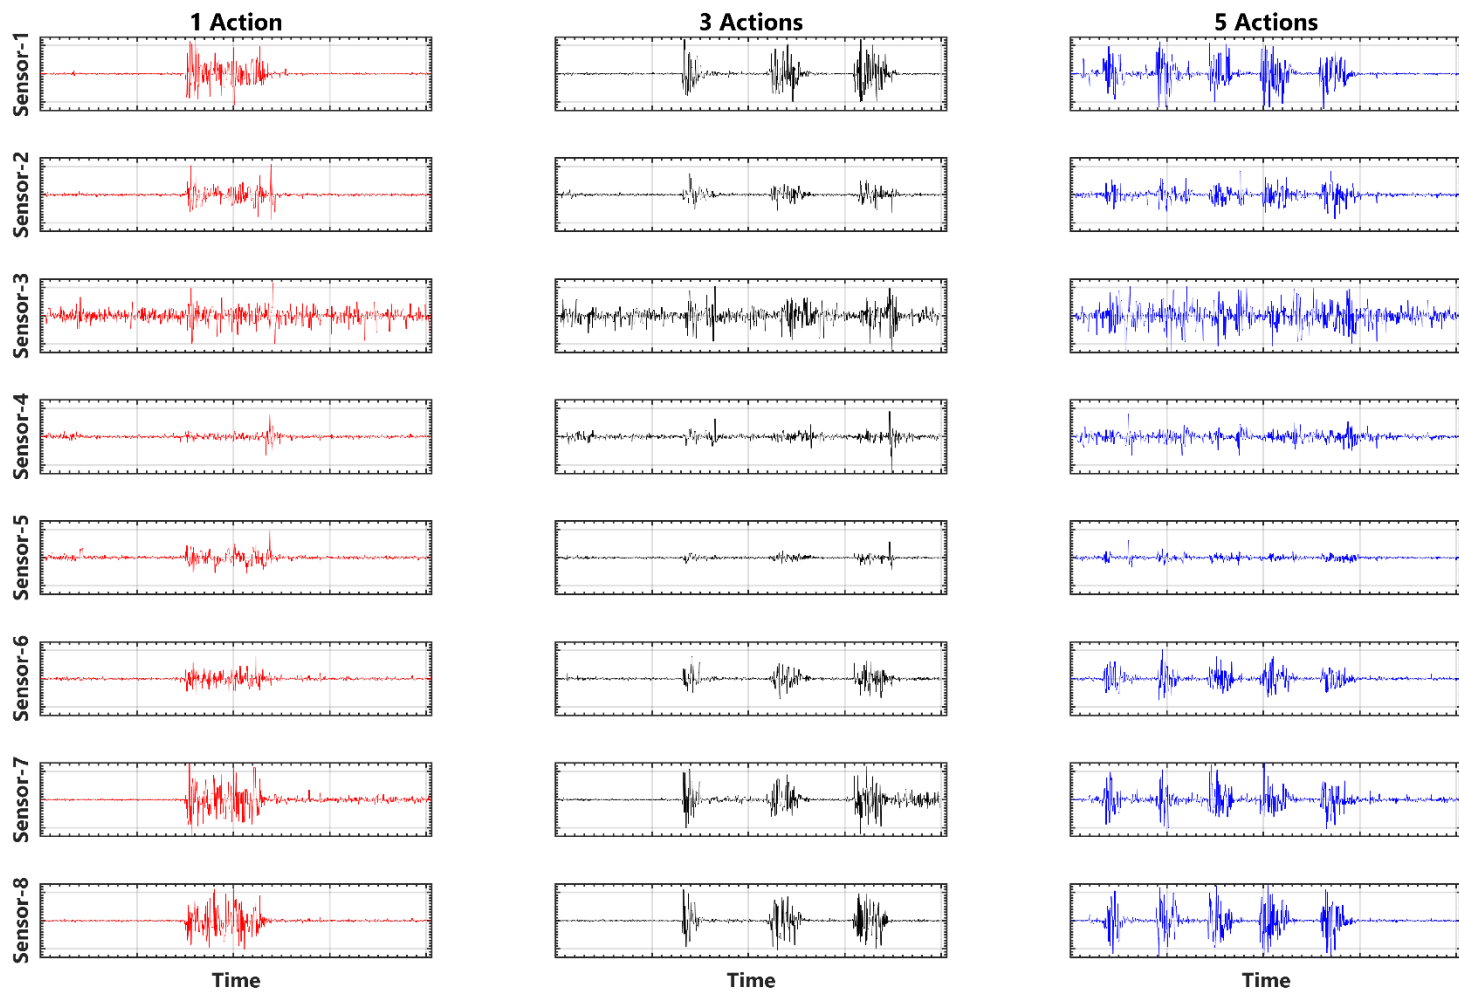 1 Action
3 Actions
5 Actions
Sensor-1
Sensor-2
Sensor-3
Sensor-4
Sensor-5
Sensor-6
Sensor-7
Sensor-8
Time
Time
Time